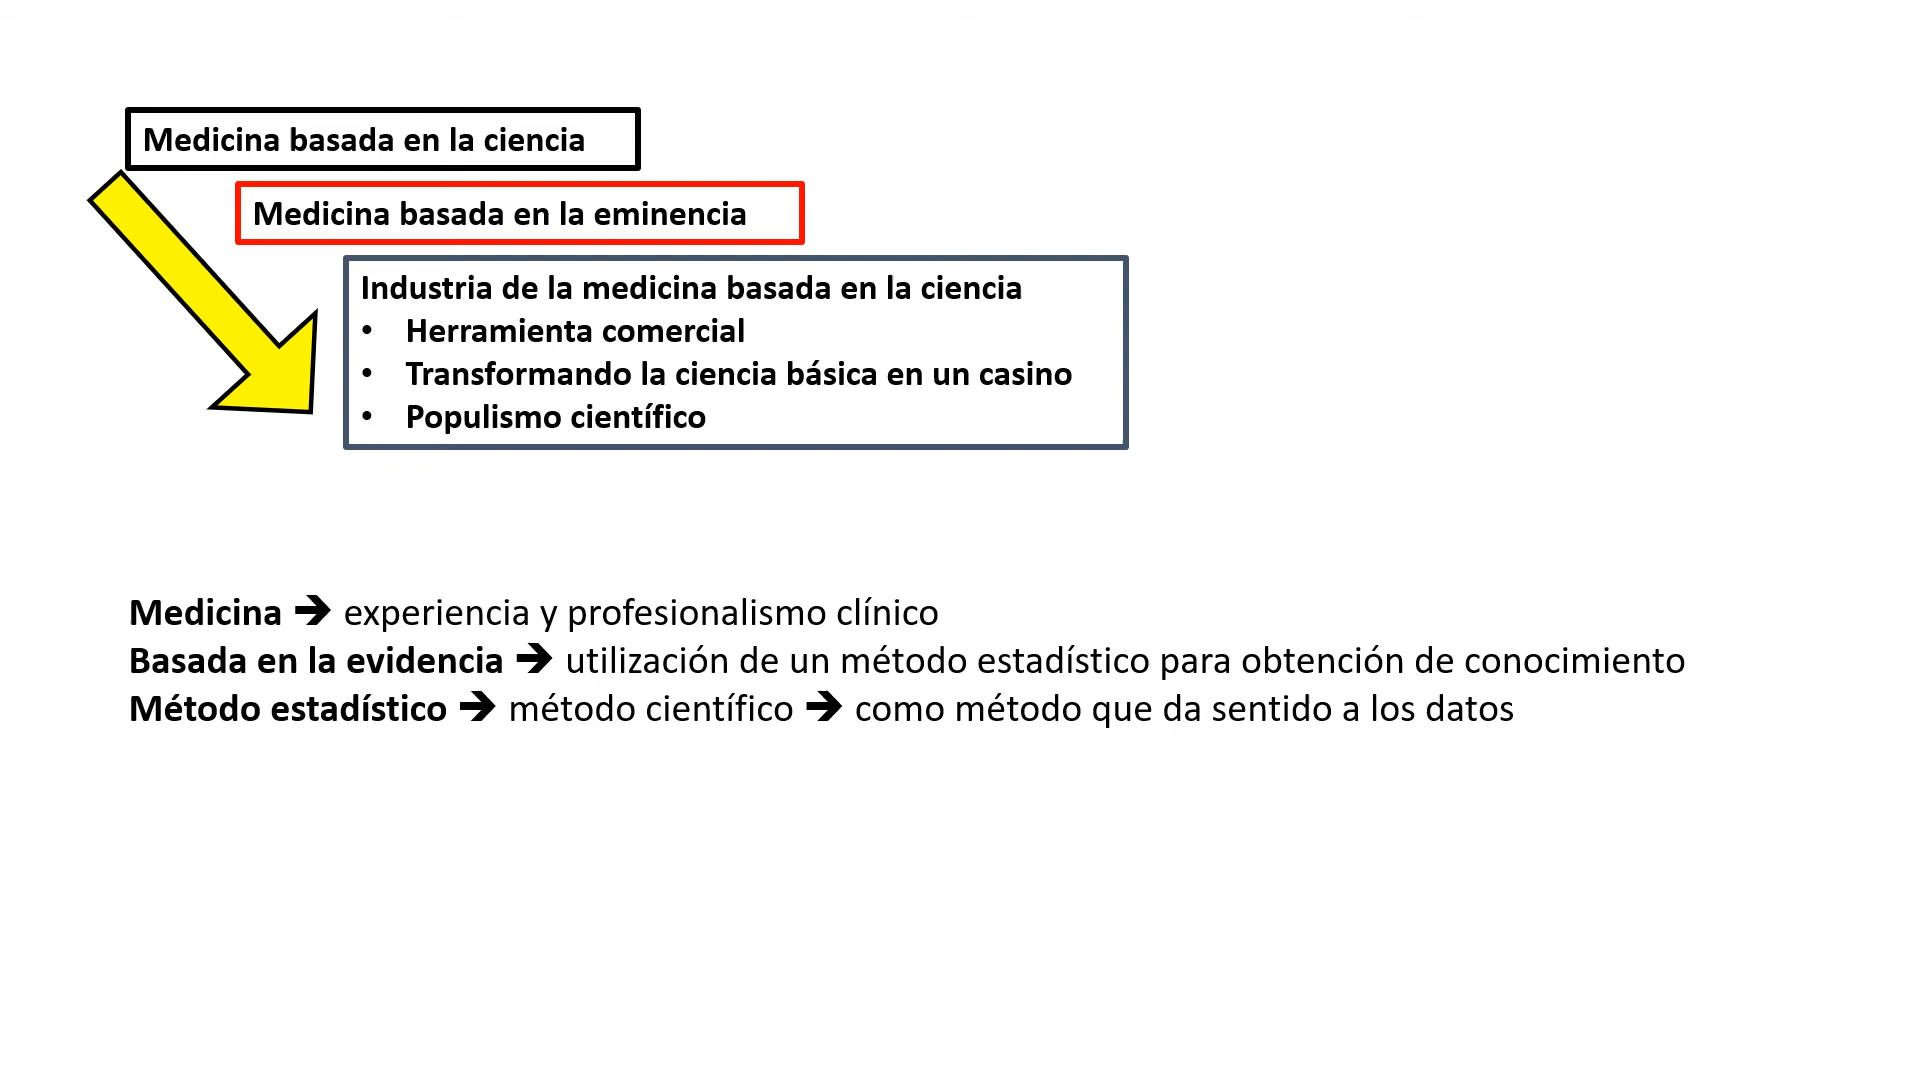 Medicina basada en la ciencia
Medicina basada en la eminencia
Industria de la medicina basada en la ciencia
• Herramienta comercial
• Transformando la ciencia básica en un casino
• Populismo científico
Medicina ➔ experiencia y profesionalismo clínico
Basada en la evidencia ➔ utilización de un método estadístico para obtención de conocimiento
Método estadístico ➔ método científico ➔ como método que da sentido a los datos